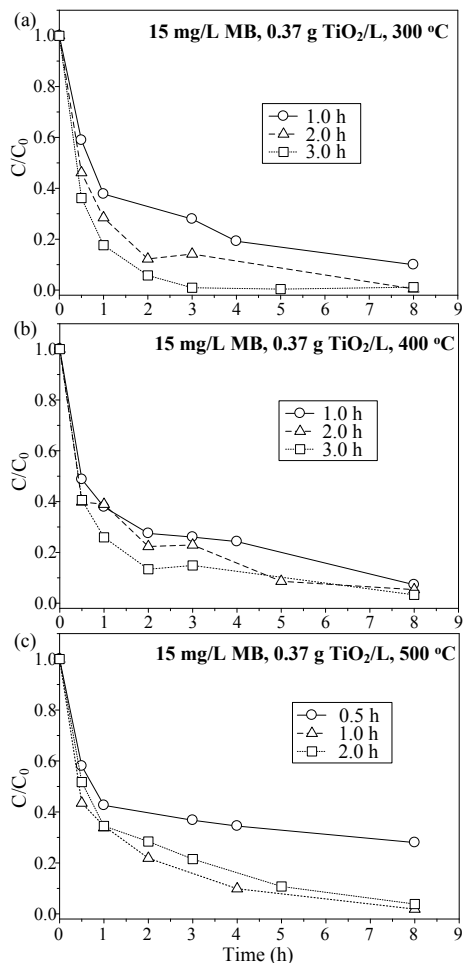 (a)
15 mg/L MB, 0.37 g TiO₂/L, 300 ºC
1.0 h
2.0 h
3.0 h
C/C₀
1.0
0.8
0.6
0.4
0.2
0.0
0 1 2 3 4 5 6 7 8 9
(b)
15 mg/L MB, 0.37 g TiO₂/L, 400 ºC
1.0 h
2.0 h
3.0 h
C/C₀
1.0
0.8
0.6
0.4
0.2
0.0
0 1 2 3 4 5 6 7 8 9
(c)
15 mg/L MB, 0.37 g TiO₂/L, 500 ºC
0.5 h
1.0 h
2.0 h
C/C₀
1.0
0.8
0.6
0.4
0.2
0.0
0 1 2 3 4 5 6 7 8 9
Time (h)